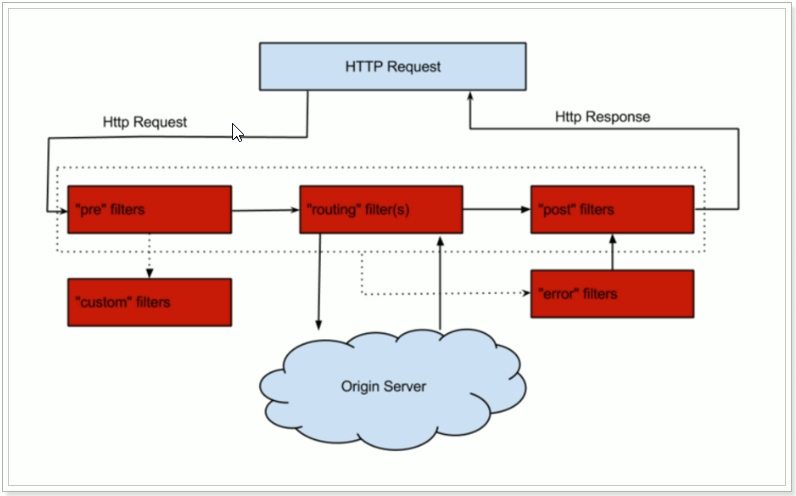 HTTP Request
Http Request
Http Response
"pre" filters
"routing" filter(s)
"post" filters
"custom" filters
"error" filters
Origin Server